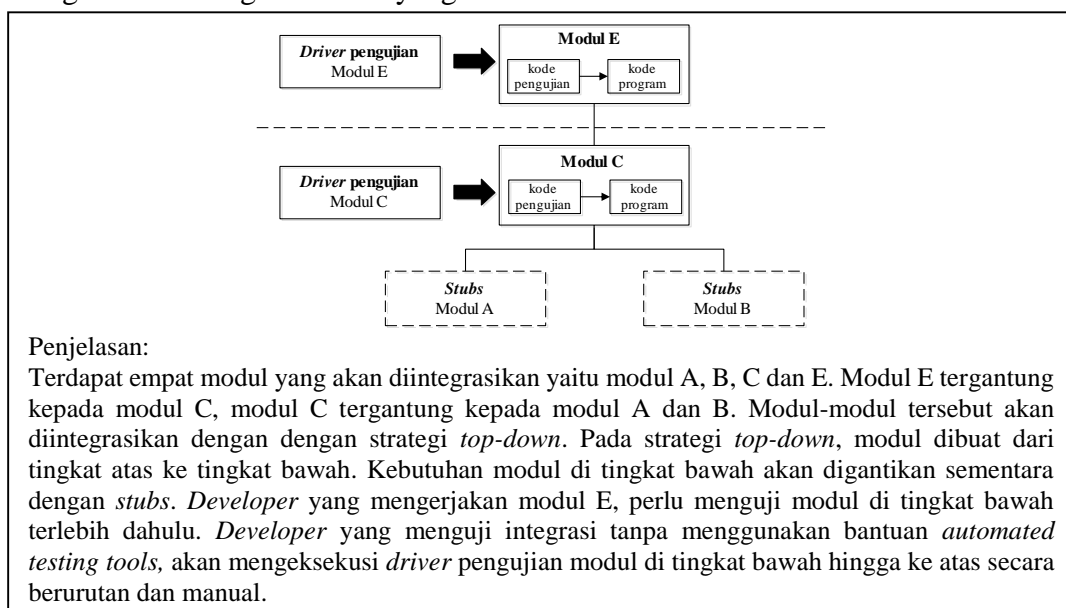 Driver pengujian
Modul E
Modul E
kode
pengujian
kode
program
Driver pengujian
Modul C
Modul C
kode
pengujian
kode
program
Stubs
Modul A
Stubs
Modul B
Penjelasan:
Terdapat empat modul yang akan diintegrasikan yaitu modul A, B, C dan E. Modul E tergantung
kepada modul C, modul C tergantung kepada modul A dan B. Modul-modul tersebut akan
diintegrasikan dengan dengan strategi top-down. Pada strategi top-down, modul dibuat dari
tingkat atas ke tingkat bawah. Kebutuhan modul di tingkat bawah akan digantikan sementara
dengan stubs. Developer yang mengerjakan modul E, perlu menguji modul di tingkat bawah
terlebih dahulu. Developer yang menguji integrasi tanpa menggunakan bantuan automated
testing tools, akan mengeksekusi driver pengujian modul di tingkat bawah hingga ke atas secara
berurutan dan manual.